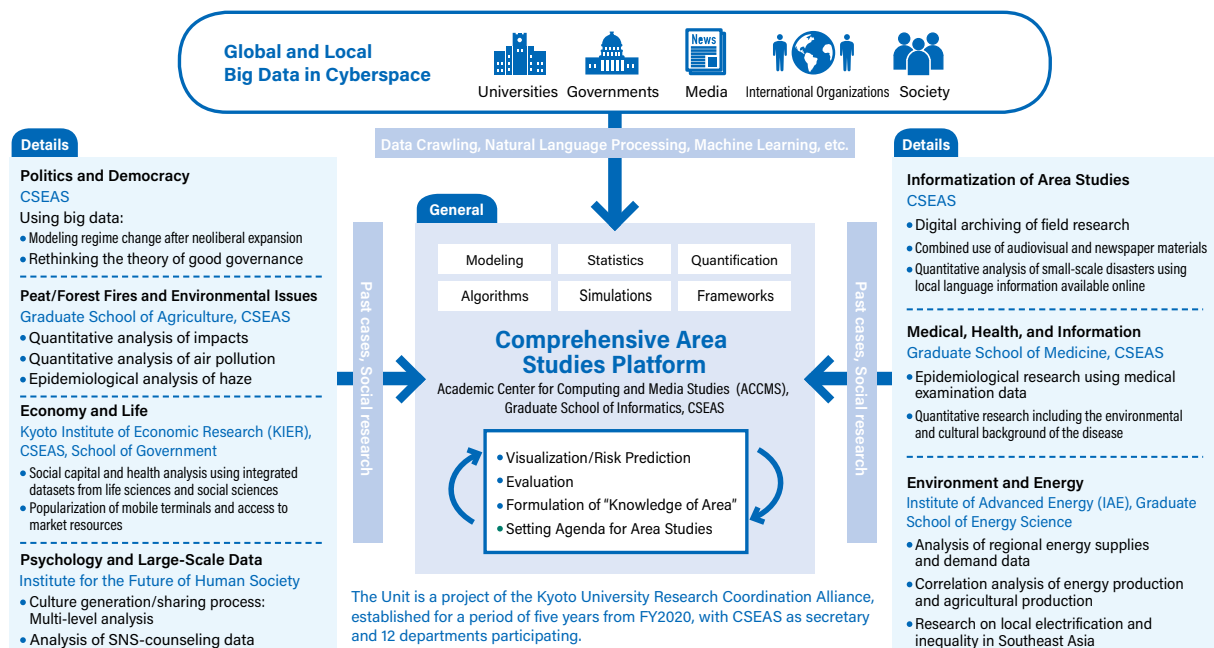 Global and Local
Big Data in Cyberspace
News
Universities
Governments
Media
International Organizations
Society
Data Crawling, Natural Language Processing, Machine Learning, etc.
Details
Politics and Democracy
CSEAS
Using big data:
• Modeling regime change after neoliberal expansion
• Rethinking the theory of good governance
Peat/Forest Fires and Environmental Issues
Graduate School of Agriculture, CSEAS
• Quantitative analysis of impacts
• Quantitative analysis of air pollution
• Epidemiological analysis of haze
Economy and Life
Kyoto Institute of Economic Research (KIER),
CSEAS, School of Government
• Social capital and health analysis using integrated
datasets from life sciences and social sciences
• Popularization of mobile terminals and access to
market resources
Psychology and Large-Scale Data
Institute for the Future of Human Society
• Culture generation/sharing process:
Multi-level analysis
• Analysis of SNS-counseling data
Past cases, Social research
General
Modeling
Statistics
Quantification
Algorithms
Simulations
Frameworks
Comprehensive Area
Studies Platform
Academic Center for Computing and Media Studies (ACCMS),
Graduate School of Informatics, CSEAS
• Visualization/Risk Prediction
• Evaluation
• Formulation of “Knowledge of Area”
• Setting Agenda for Area Studies
The Unit is a project of the Kyoto University Research Coordination Alliance,
established for a period of five years from FY2020, with CSEAS as secretary
and 12 departments participating.
Past cases, Social research
Details
Informatization of Area Studies
CSEAS
• Digital archiving of field research
• Combined use of audiovisual and newspaper materials
• Quantitative analysis of small-scale disasters using
local language information available online
Medical, Health, and Information
Graduate School of Medicine, CSEAS
• Epidemiological research using medical
examination data
• Quantitative research including the environmental
and cultural background of the disease
Environment and Energy
Institute of Advanced Energy (IAE), Graduate
School of Energy Science
• Analysis of regional energy supplies
and demand data
• Correlation analysis of energy production
and agricultural production
• Research on local electrification and
inequality in Southeast Asia